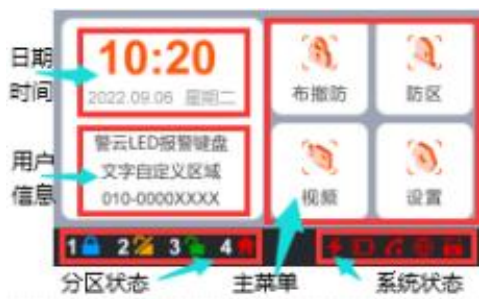 日期
时间
10:20
2022.09.06 星期二
用户
信息
警云LED报警键盘
文字自定义区域
010-0000XXXX
布撤防
防区
视频
设置
1 2 3 4
分区状态
主菜单
系统状态